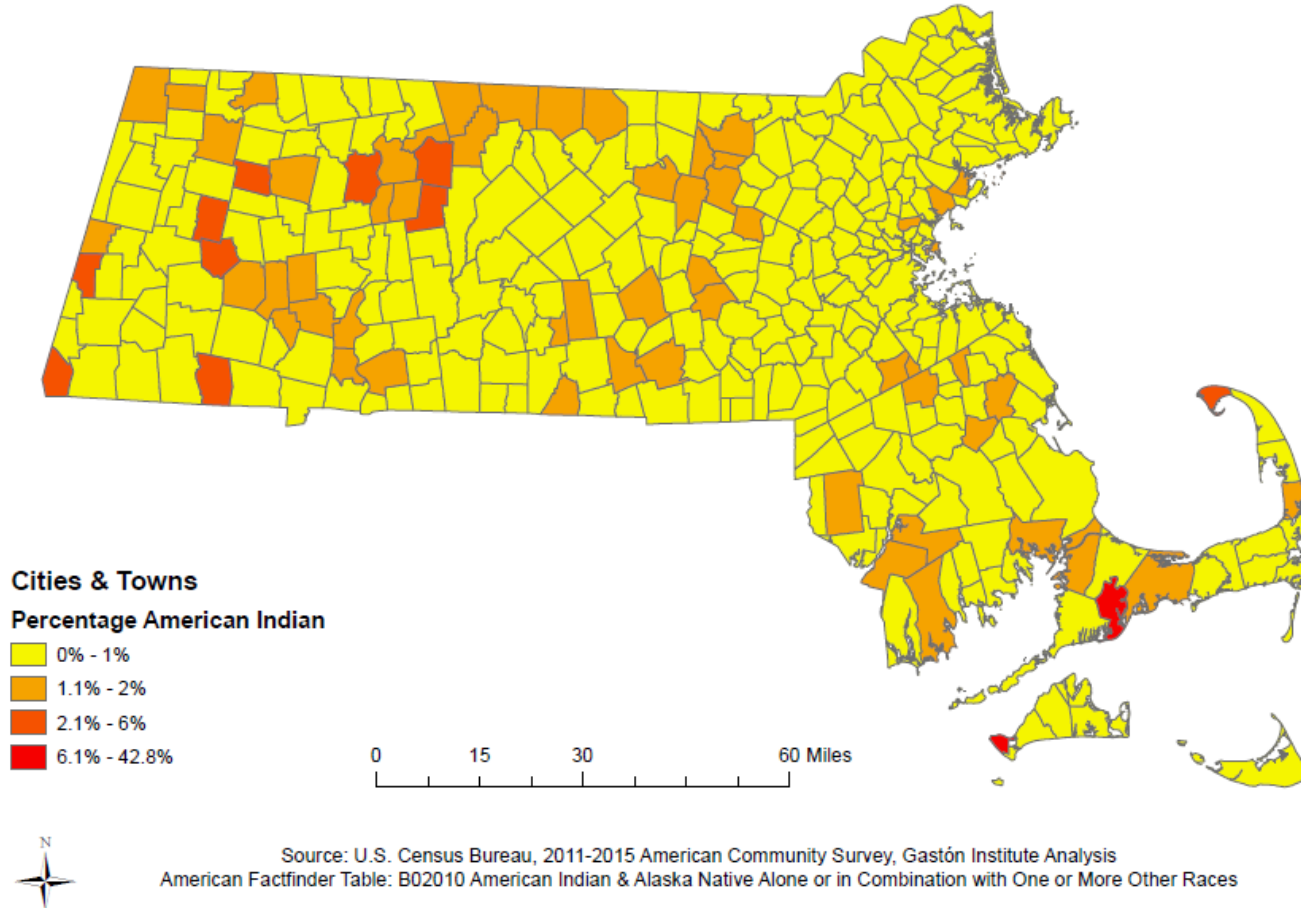 Cities & Towns
Percentage American Indian
0% - 1%
1.1% - 2%
2.1% - 6%
6.1% - 42.8%
0 15 30 60 Miles
N
Source: U.S. Census Bureau, 2011-2015 American Community Survey, Gastón Institute Analysis
American Factfinder Table: B02010 American Indian & Alaska Native Alone or in Combination with One or More Other Races